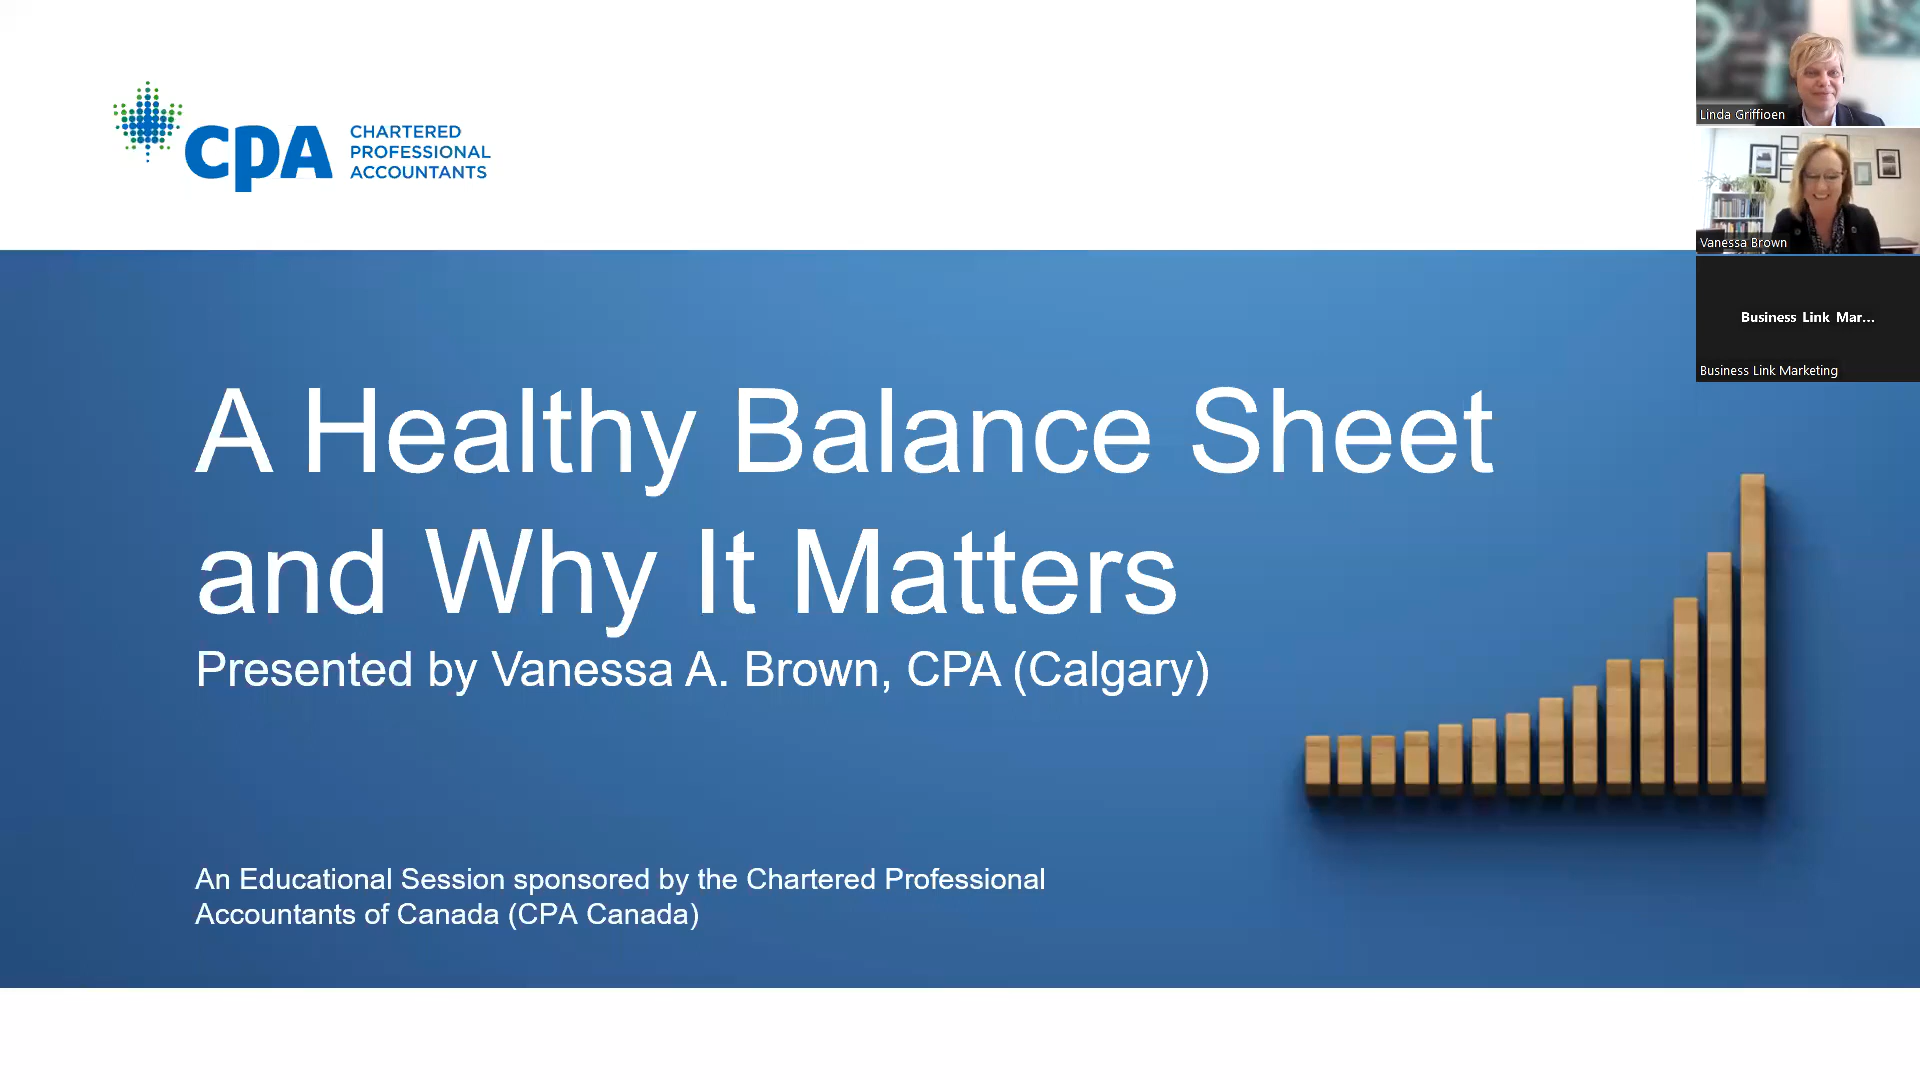 cpa
CHARTERED
PROFESSIONAL
ACCOUNTANTS
A Healthy Balance Sheet
and Why It Matters
Presented by Vanessa A. Brown, CPA (Calgary)
An Educational Session sponsored by the Chartered Professional
Accountants of Canada (CPA Canada)
Linda Griffioen
Vanessa Brown
Business Link Mar...
Business Link Marketing